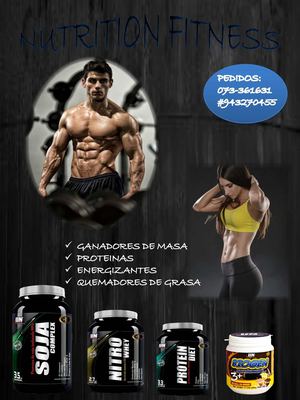 NUTRITION FITNESS
PEDIDOS:
073-361631
#943270455
GANADORES DE MASA
PROTEINAS
ENERGIZANTES
QUEMADORES DE GRASA
SOJA
COMPLEX
NITRO
WHEY
PROTEIN
DIET